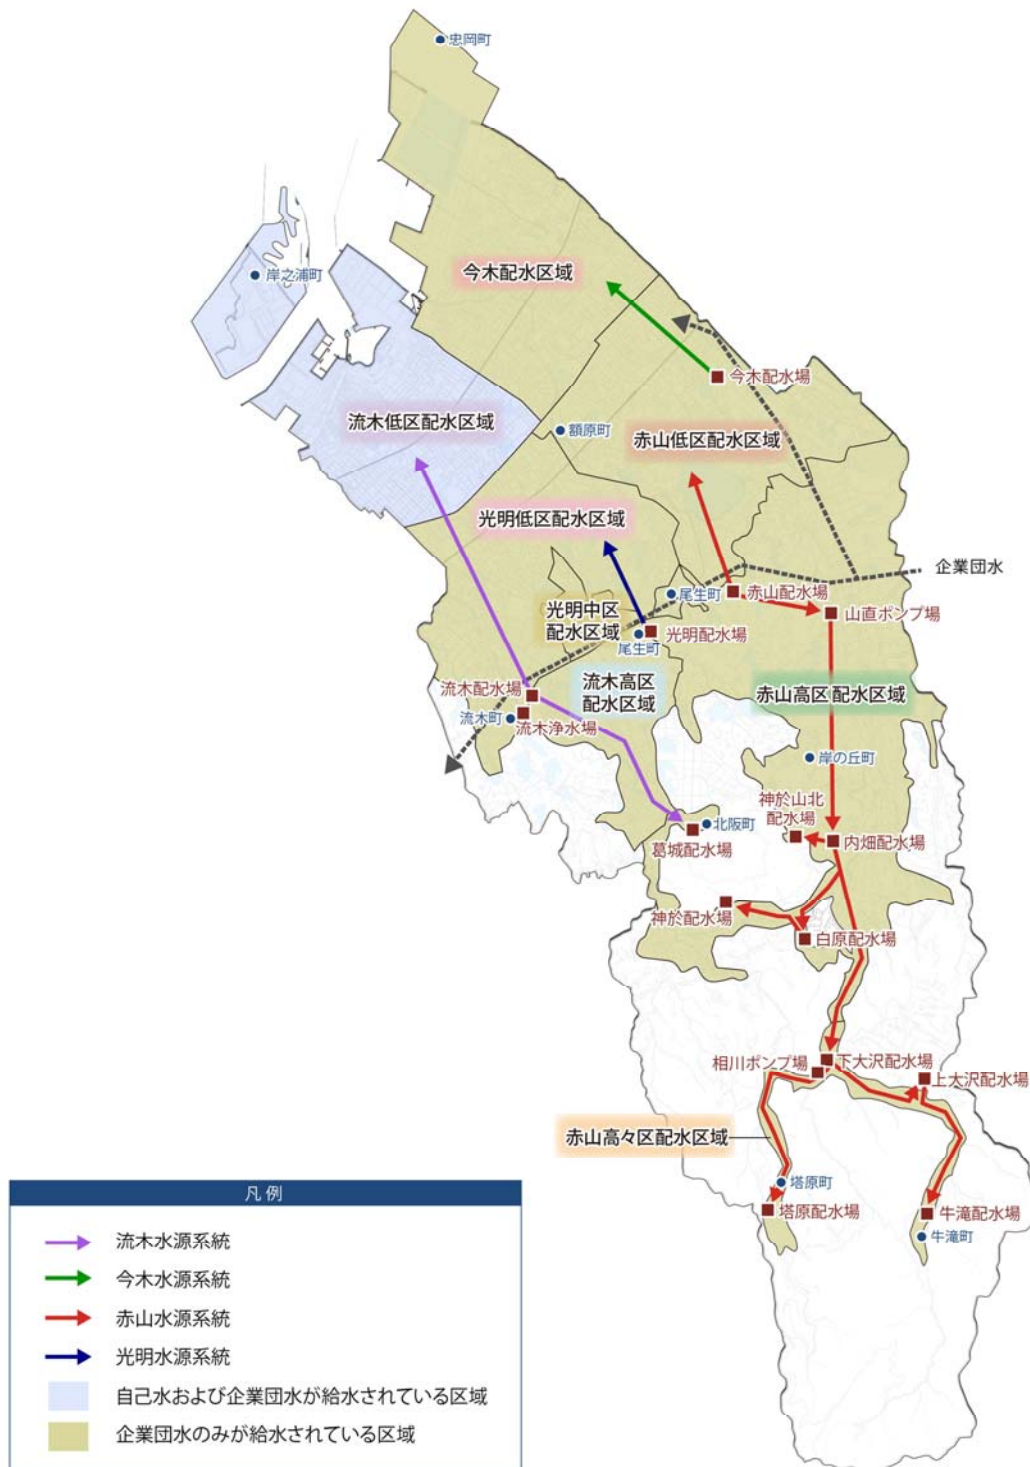 忠岡町
岸之浦町
今木配水区域
今木配水場
流木低区配水区域
額原町
赤山低区配水区域
光明低区配水区域
企業団水
尾生町
赤山配水場
光明中区
配水区域
山直ポンプ場
光明配水場
尾生町
流木高区
配水区域
流木配水場
赤山高区 配水区域
流木町
流木浄水場
岸の丘町
神於山北
配水場
北阪町
内畑配水場
葛城配水場
神於配水場
白原配水場
相川ポンプ場
下大沢配水場
上大沢配水場
赤山高々区配水区域
塔原町
塔原配水場
牛滝配水場
牛滝町
凡 例
流木水源系統
今木水源系統
赤山水源系統
光明水源系統
自己水および企業団水が給水されている区域
企業団水のみが給水されている区域